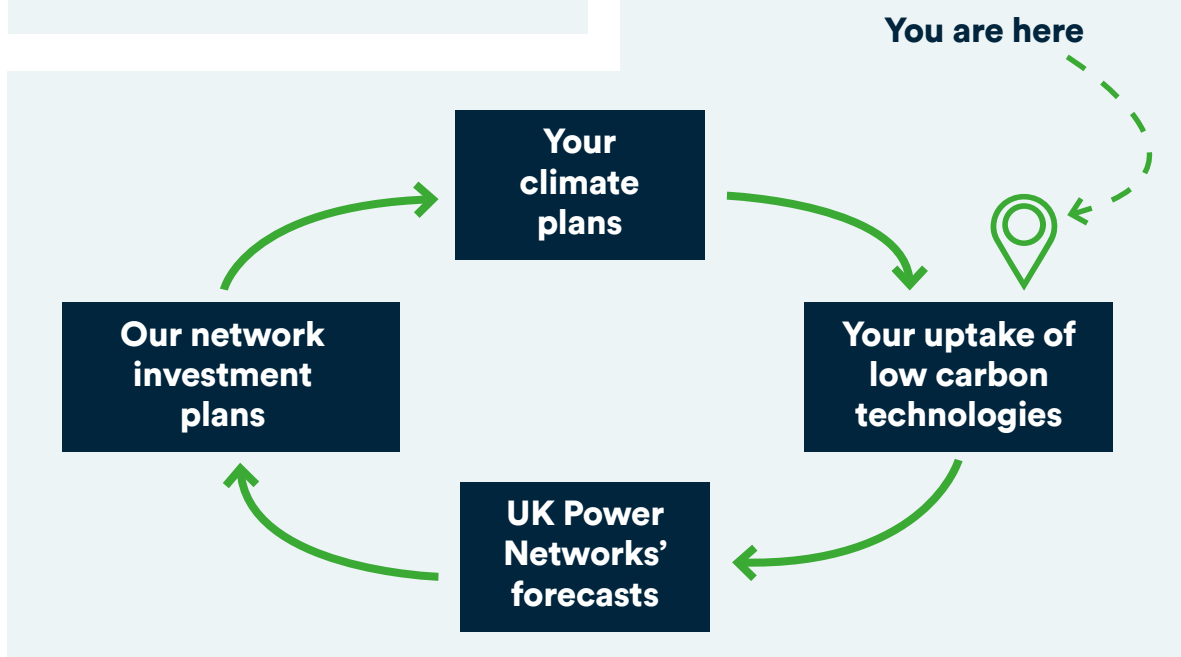 You are here
Your
climate
plans
Our network
investment
plans
Your uptake of
low carbon
technologies
UK Power
Networks’
forecasts